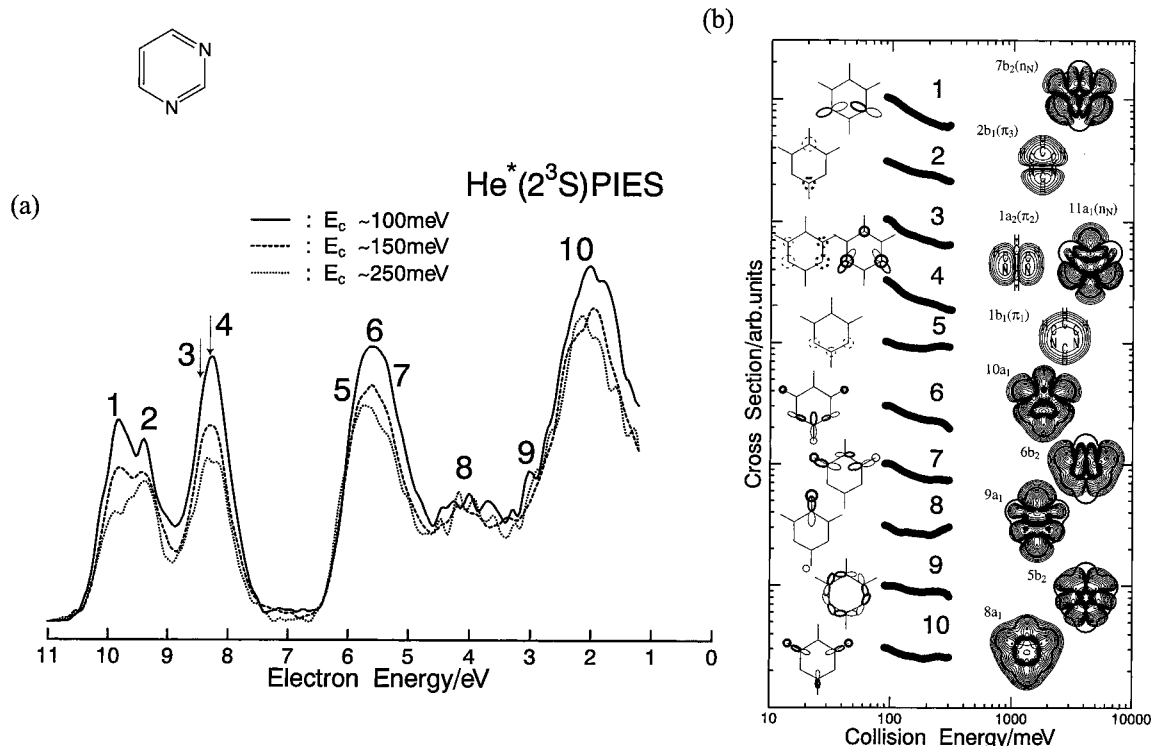 (a)
N
N
He*(2³S)PIES
: E_c ~100meV
: E_c ~150meV
: E_c ~250meV
1
2
3
4
5
6
7
8
9
10
11 10 9 8 7 6 5 4 3 2 1 0
Electron Energy/eV
(b)
Cross Section/arb.units
1
7b₂(n_N)
2
2b₁(π₃)
3
1a₂(π₂)
11a₁(n_N)
4
5
1b₁(π₁)
6
10a₁
7
6b₂
8
9a₁
9
5b₂
10
8a₁
10 100 1000 10000
Collision Energy/meV